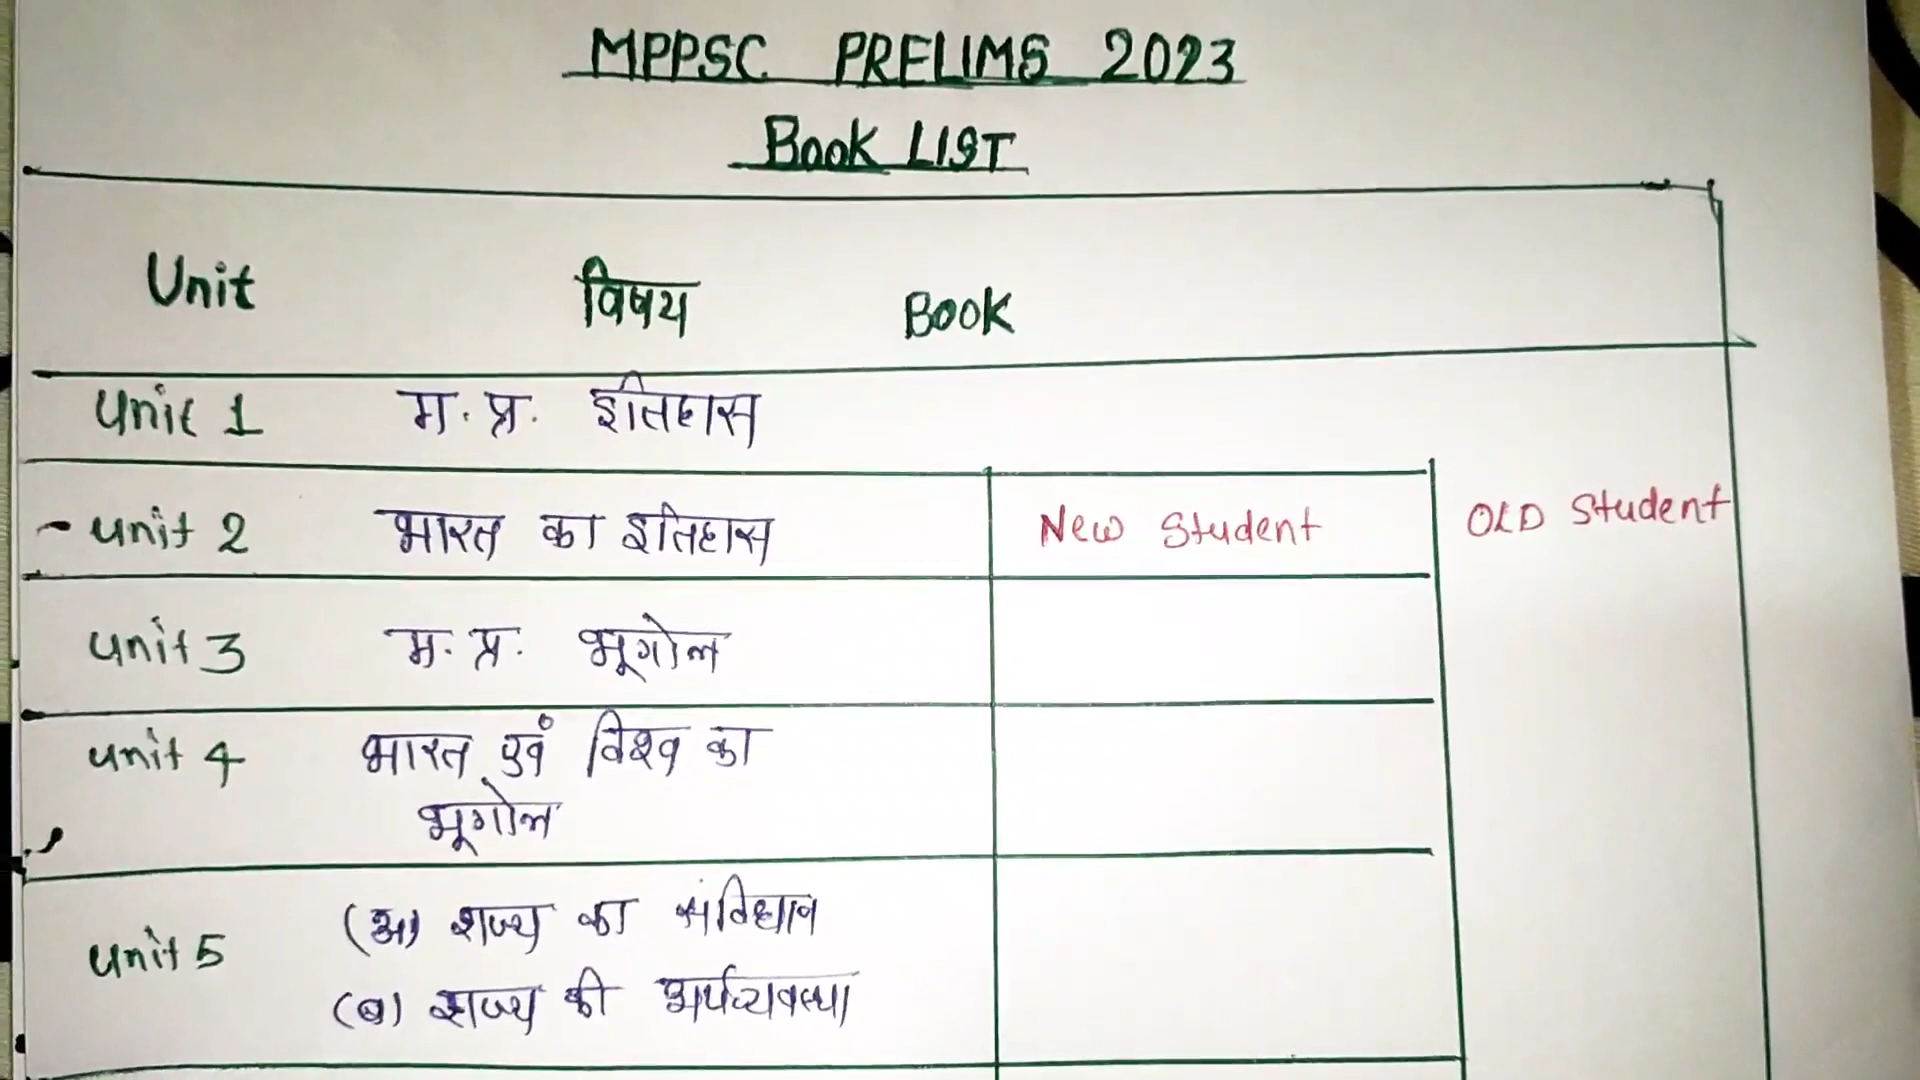 MPPSC PRELIMS 2023
Book LIST
Unit विषय Book
Unit 1 म. प्र. इतिहास
unit 2 भारत का इतिहास New Student OLD Student
unit 3 म. प्र. भूगोल
unit 4 भारत एवं विश्व का
भूगोल
unit 5 (अ) राज्य का संविधान
(ब) राज्य की अर्थव्यवस्था